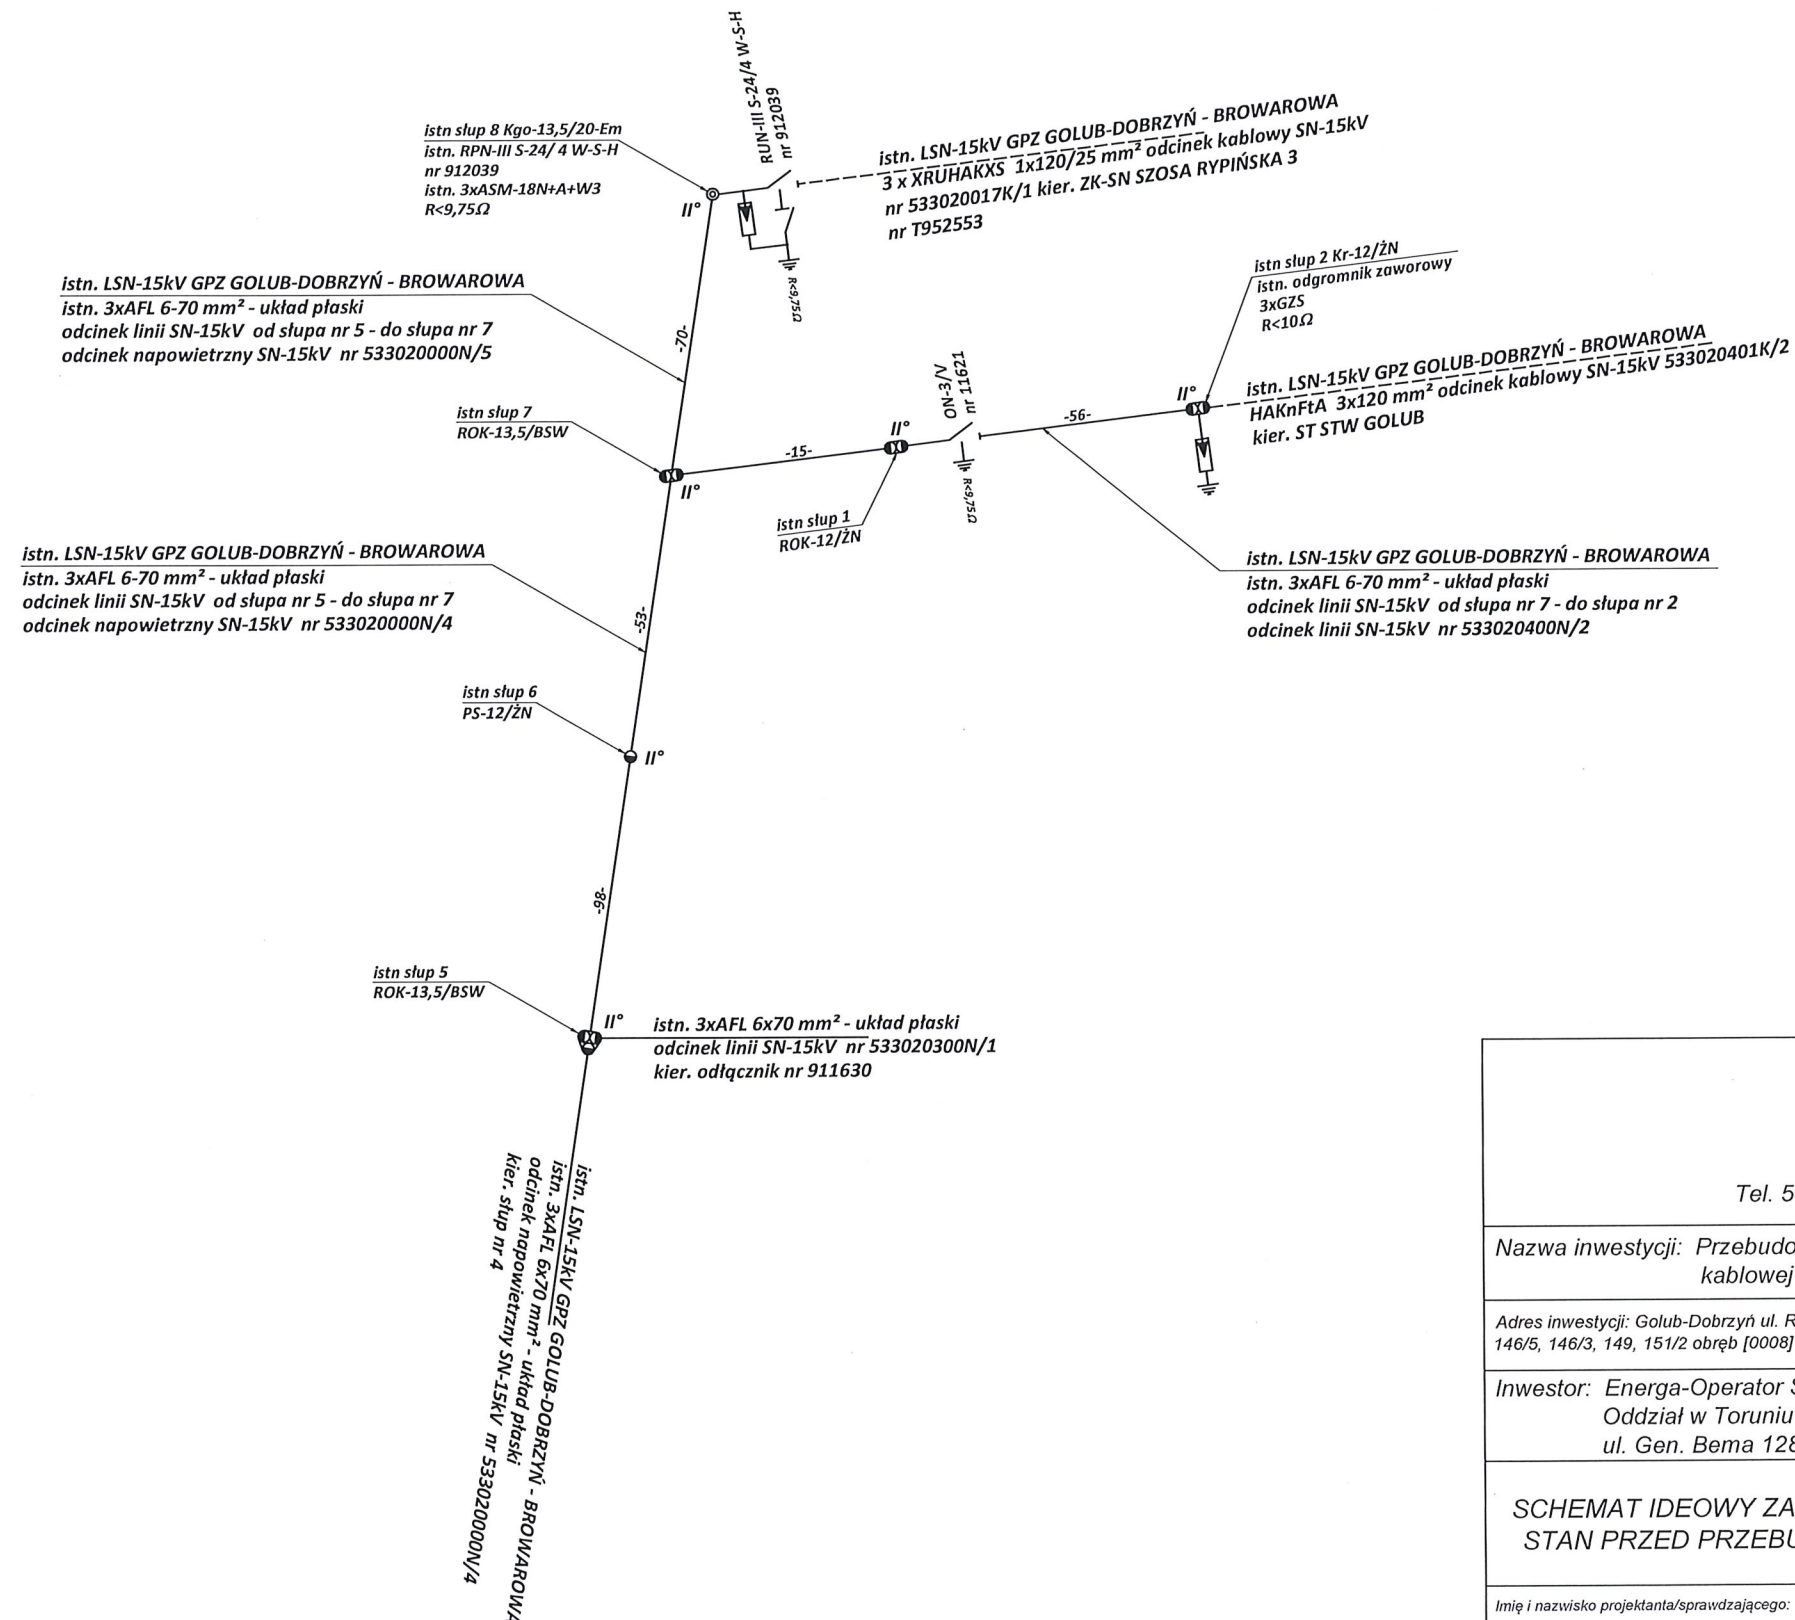 RUN-III S-24/4 W-S-H
nr 912039
istn słup 8 Kgo-13,5/20-Em
istn. RPN-III S-24/ 4 W-S-H
nr 912039
istn. 3xASM-18N+A+W3
R<9,75Ω
II°
R<9,75Ω
istn. LSN-15kV GPZ GOLUB-DOBRZYŃ - BROWAROWA
3 x XRUHAKXS 1x120/25 mm² odcinek kablowy SN-15kV
nr 533020017K/1 kier. ZK-SN SZOSA RYPIŃSKA 3
nr T952553
istn. LSN-15kV GPZ GOLUB-DOBRZYŃ - BROWAROWA
istn. 3xAFL 6-70 mm² - układ płaski
odcinek linii SN-15kV od słupa nr 5 - do słupa nr 7
odcinek napowietrzny SN-15kV nr 533020000N/5
-70-
istn słup 2 Kr-12/ŻN
istn. odgromnik zaworowy
3xGZS
R<10Ω
II°
istn. LSN-15kV GPZ GOLUB-DOBRZYŃ - BROWAROWA
HAKnFtA 3x120 mm² odcinek kablowy SN-15kV 533020401K/2
kier. ST STW GOLUB
istn słup 7
ROK-13,5/BSW
II°
-15-
II°
ON-3/V
nr 11621
R<9,75Ω
-56-
istn słup 1
ROK-12/ŻN
istn. LSN-15kV GPZ GOLUB-DOBRZYŃ - BROWAROWA
istn. 3xAFL 6-70 mm² - układ płaski
odcinek linii SN-15kV od słupa nr 5 - do słupa nr 7
odcinek napowietrzny SN-15kV nr 533020000N/4
-53-
istn. LSN-15kV GPZ GOLUB-DOBRZYŃ - BROWAROWA
istn. 3xAFL 6-70 mm² - układ płaski
odcinek linii SN-15kV od słupa nr 7 - do słupa nr 2
odcinek linii SN-15kV nr 533020400N/2
istn słup 6
PS-12/ŻN
II°
-98-
istn słup 5
ROK-13,5/BSW
II°
istn. 3xAFL 6x70 mm² - układ płaski
odcinek linii SN-15kV nr 533020300N/1
kier. odłącznik nr 911630
istn. LSN-15kV GPZ GOLUB-DOBRZYŃ - BROWAROWA
istn. 3xAFL 6x70 mm² - układ płaski
odcinek napowietrzny SN-15kV nr 533020000N/4
kier. słup nr 4
Tel. 5
Nazwa inwestycji: Przebudo
kablowej
Adres inwestycji: Golub-Dobrzyń ul. R
146/5, 146/3, 149, 151/2 obręb [0008]
Inwestor: Energa-Operator S
Oddział w Toruniu
ul. Gen. Bema 128
SCHEMAT IDEOWY ZA
STAN PRZED PRZEBU
Imię i nazwisko projektanta/sprawdzającego: